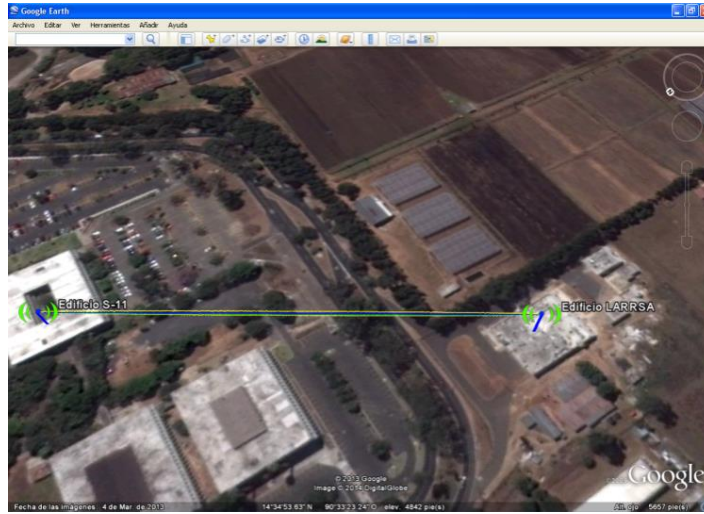 Google Earth
Archivo Editar Ver Herramientas Añadir Ayuda
Edificio S-11
Edificio LARRSA
© 2013 Google
Image © 2014 DigitalGlobe
Google
Fecha de las imágenes: 4 de Mar. de 2013 14°34'53.63" N 90°33'23.24" O elev. 4842 pie(s) Alt. ojo 5657 pie(s)